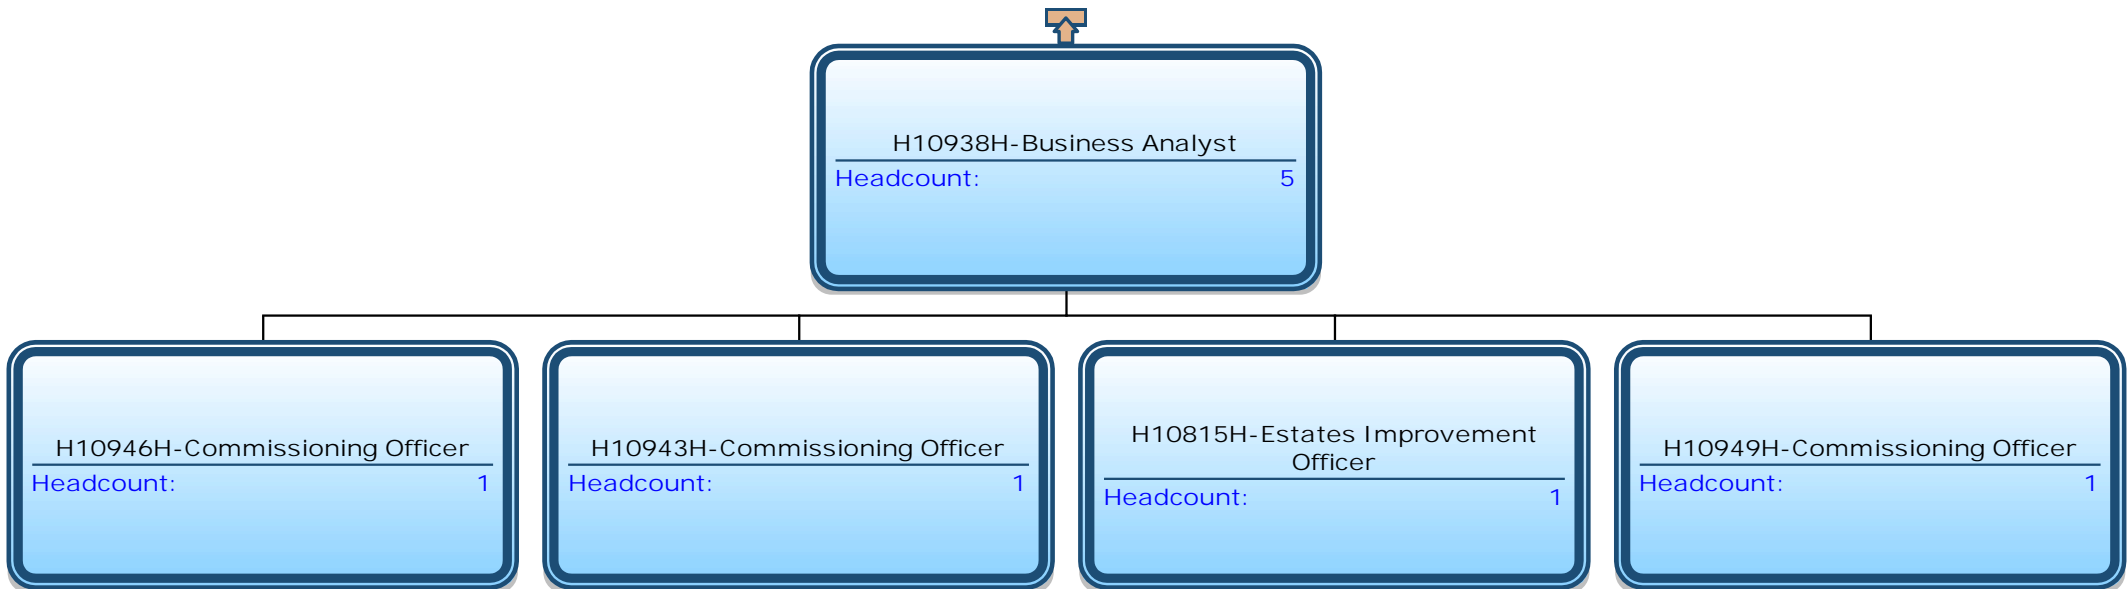 H10938H-Business Analyst
Headcount: 5
H10946H-Commissioning Officer
Headcount: 1
H10943H-Commissioning Officer
Headcount: 1
H10815H-Estates Improvement
Officer
Headcount: 1
H10949H-Commissioning Officer
Headcount: 1